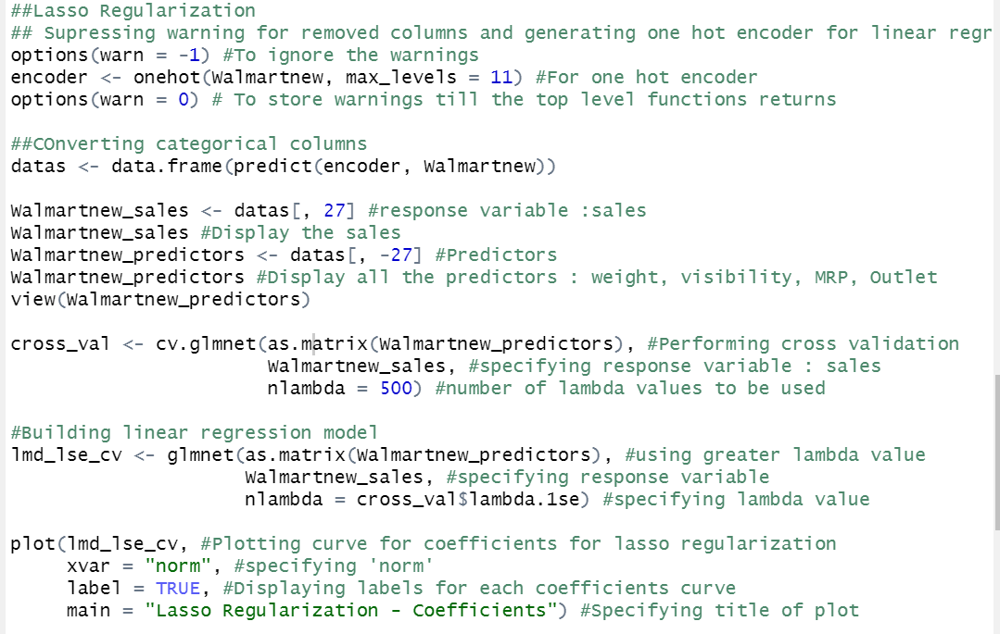 ##Lasso Regularization
## Supressing warning for removed columns and generating one hot encoder for linear regr
options(warn = -1) #To ignore the warnings
encoder <- onehot(Walmartnew, max_levels = 11) #For one hot encoder
options(warn = 0) # To store warnings till the top level functions returns
##COnverting categorical columns
datas <- data.frame(predict(encoder, Walmartnew))
Walmartnew_sales <- datas[, 27] #response variable :sales
Walmartnew_sales #Display the sales
Walmartnew_predictors <- datas[, -27] #Predictors
Walmartnew_predictors #Display all the predictors : weight, visibility, MRP, Outlet
view(Walmartnew_predictors)
cross_val <- cv.glmnet(as.matrix(Walmartnew_predictors), #Performing cross validation
Walmartnew_sales, #specifying response variable : sales
nlambda = 500) #number of lambda values to be used
#Building linear regression model
lmd_lse_cv <- glmnet(as.matrix(Walmartnew_predictors), #using greater lambda value
Walmartnew_sales, #specifying response variable
nlambda = cross_val$lambda.1se) #specifying lambda value
plot(lmd_lse_cv, #Plotting curve for coefficients for lasso regularization
xvar = "norm", #specifying 'norm'
label = TRUE, #Displaying labels for each coefficients curve
main = "Lasso Regularization - Coefficients") #Specifying title of plot